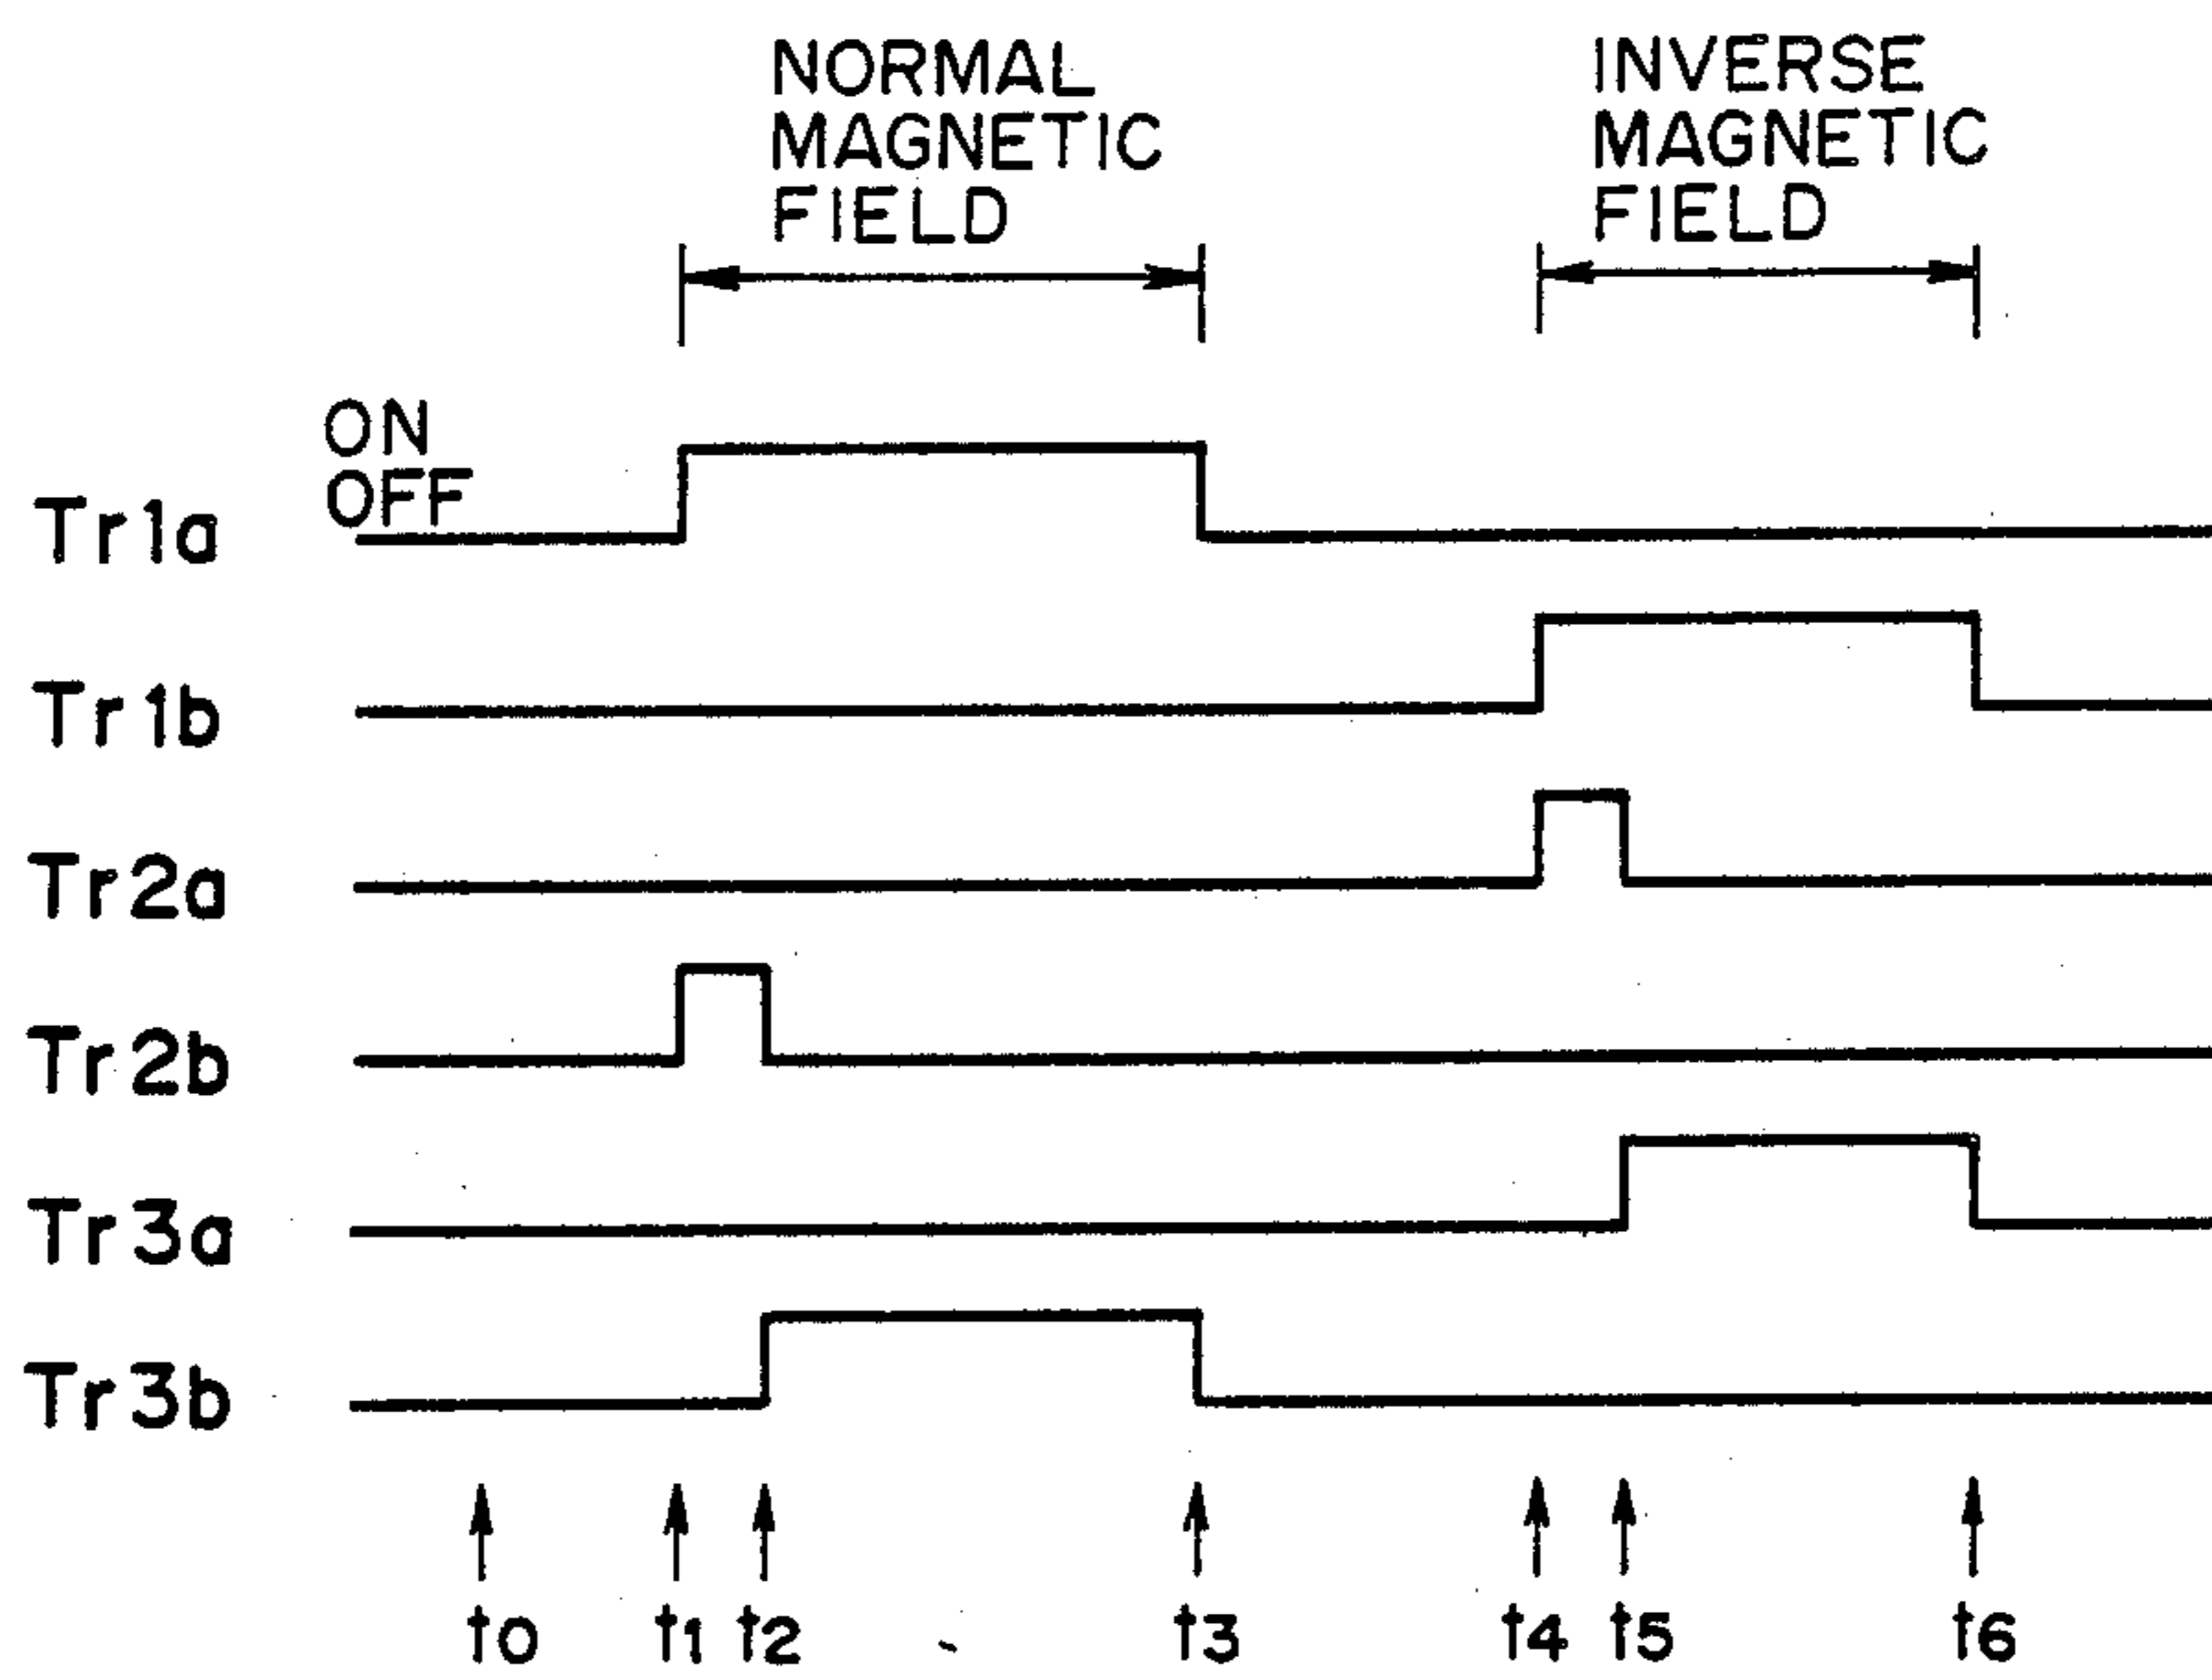 NORMAL
MAGNETIC
FIELD
INVERSE
MAGNETIC
FIELD
ON
OFF
Tr1a
Tr1b
Tr2a
Tr2b
Tr3a
Tr3b
t0 t1 t2 t3 t4 t5 t6